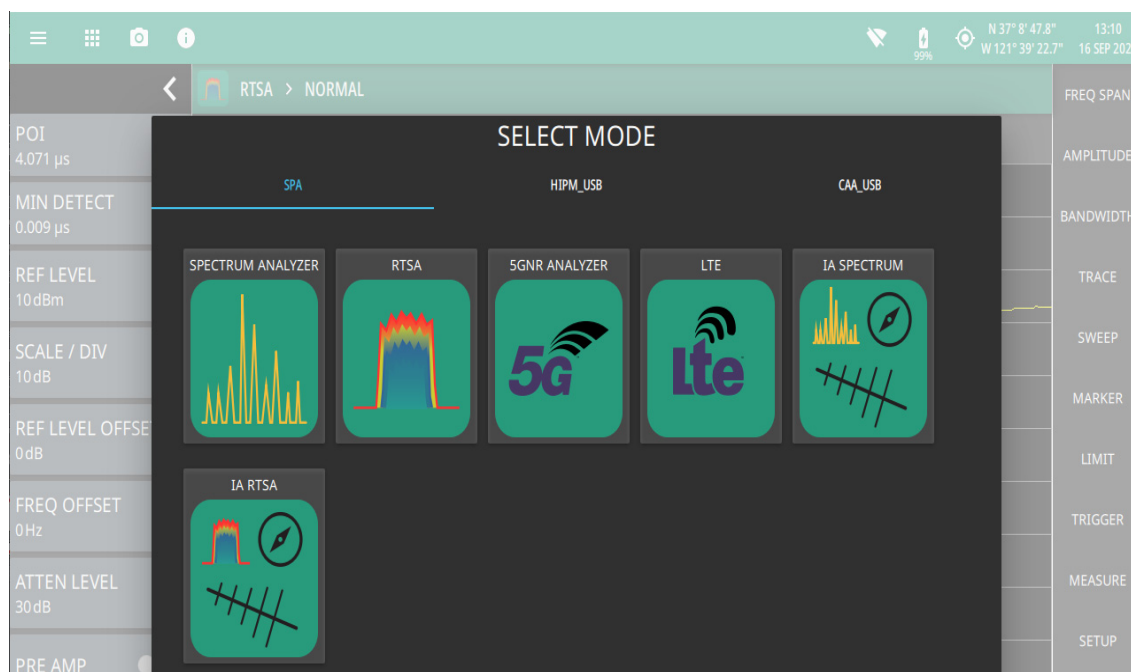 99%
N 37° 8' 47.8"
W 121° 39' 22.7"
13:10
16 SEP 202
RTSA > NORMAL
POI
4.071 µs
MIN DETECT
0.009 µs
REF LEVEL
10 dBm
SCALE / DIV
10 dB
REF LEVEL OFFSE
0 dB
FREQ OFFSET
0 Hz
ATTEN LEVEL
30 dB
PRE AMP
SELECT MODE
SPA
HIPM_USB
CAA_USB
SPECTRUM ANALYZER
RTSA
5GNR ANALYZER
5G
LTE
Lte
IA SPECTRUM
IA RTSA
FREQ SPAN
AMPLITUDE
BANDWIDTH
TRACE
SWEEP
MARKER
LIMIT
TRIGGER
MEASURE
SETUP